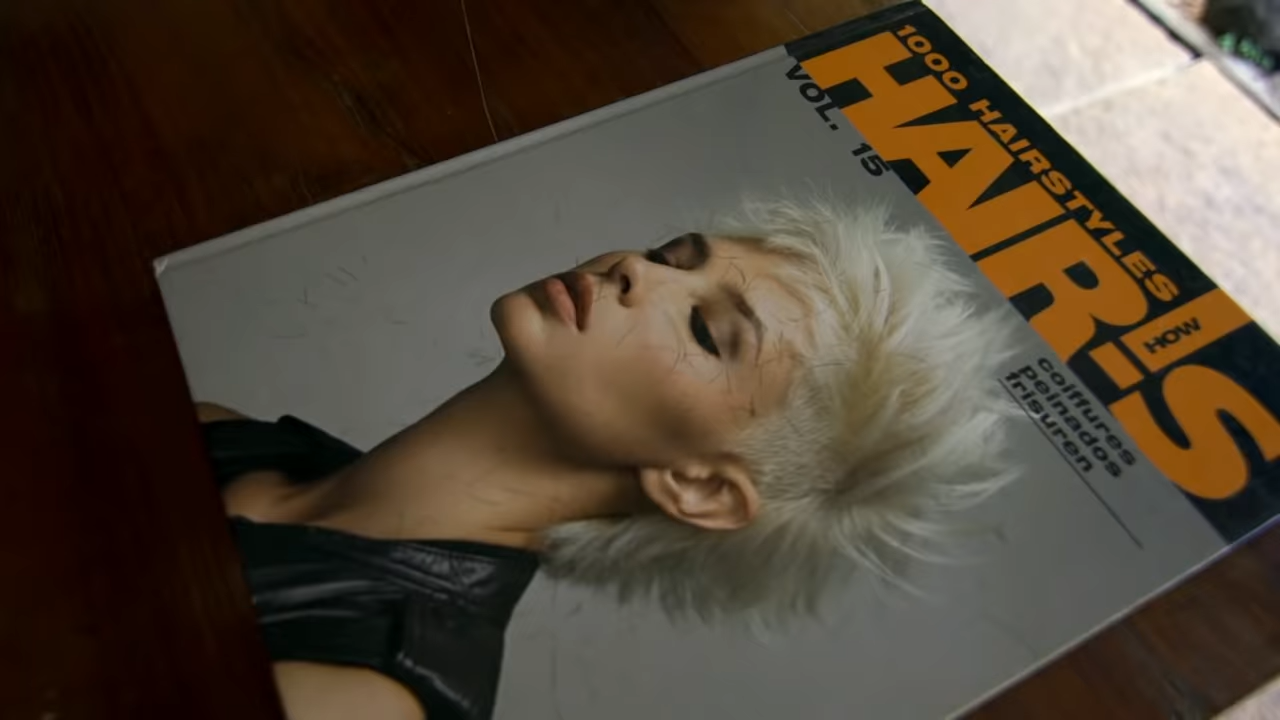 1000 HAIRSTYLES
HAIR'S
HOW
VOL. 15
coiffures
peinados
frisuren